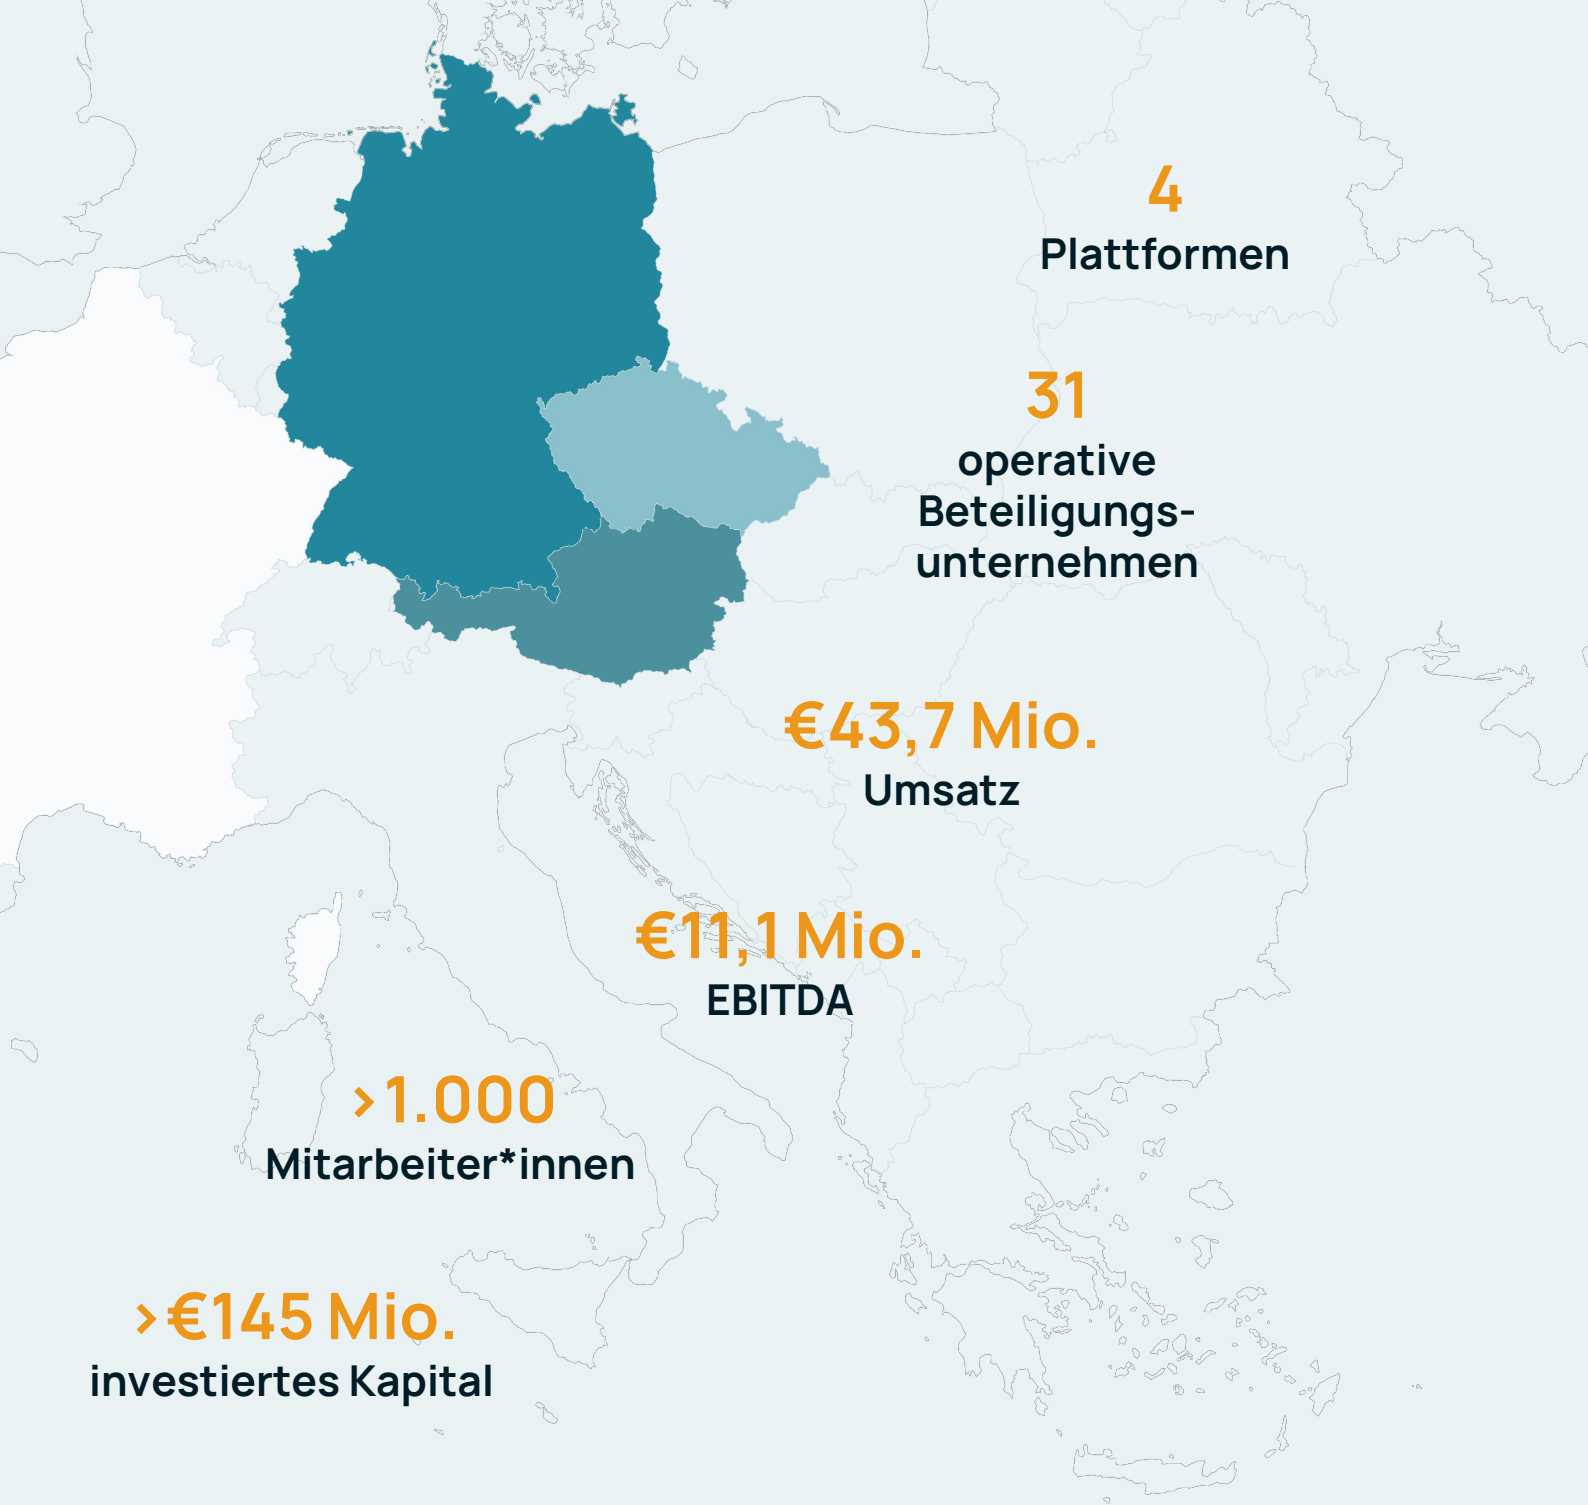 4
Plattformen
31
operative
Beteiligungs-
unternehmen
€43,7 Mio.
Umsatz
€11,1 Mio.
EBITDA
>1.000
Mitarbeiter*innen
>€145 Mio.
investiertes Kapital